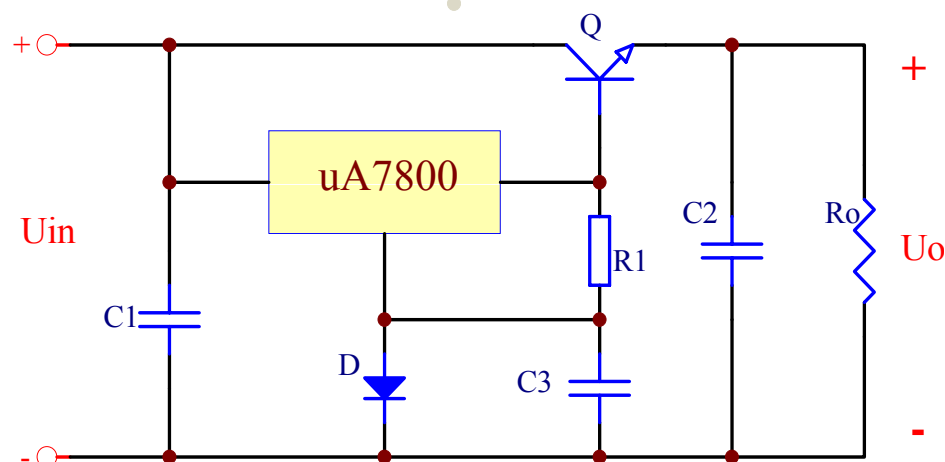 Q
+
+
uA7800
C2
Ro
Uin
R1
Uo
C1
D
C3
-
-